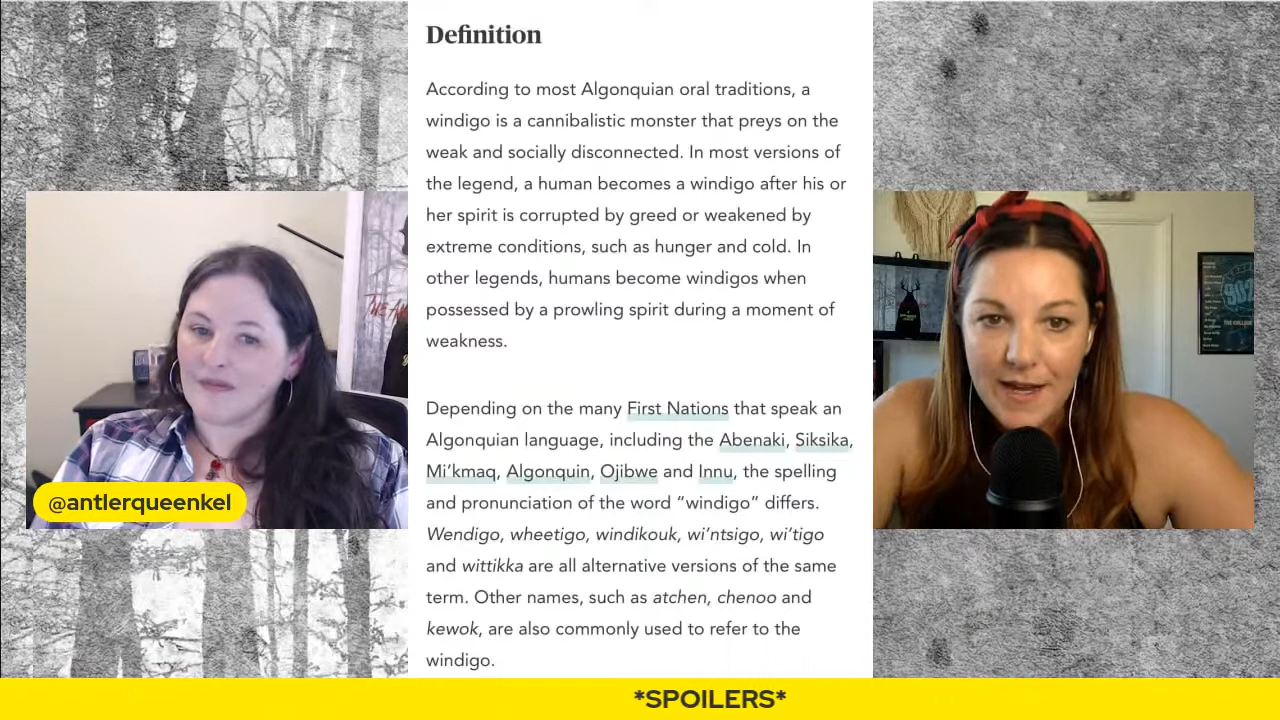 Definition
According to most Algonquian oral traditions, a
windigo is a cannibalistic monster that preys on the
weak and socially disconnected. In most versions of
the legend, a human becomes a windigo after his or
her spirit is corrupted by greed or weakened by
extreme conditions, such as hunger and cold. In
other legends, humans become windigos when
possessed by a prowling spirit during a moment of
weakness.
Depending on the many First Nations that speak an
Algonquian language, including the Abenaki, Siksika,
Mi’kmaq, Algonquin, Ojibwe and Innu, the spelling
and pronunciation of the word “windigo” differs.
Wendigo, wheetigo, windikouk, wi’ntsigo, wi’tigo
and wittikka are all alternative versions of the same
term. Other names, such as atchen, chenoo and
kewok, are also commonly used to refer to the
windigo.
@antlerqueenkel
*SPOILERS*